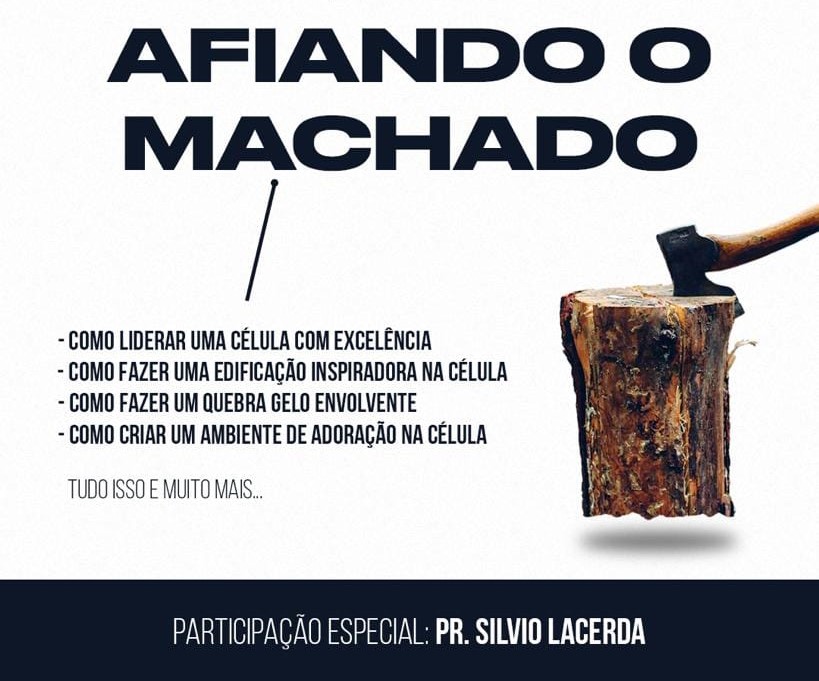 AFIANDO O
MACHADO
- COMO LIDERAR UMA CÉLULA COM EXCELÊNCIA
- COMO FAZER UMA EDIFICAÇÃO INSPIRADORA NA CÉLULA
- COMO FAZER UM QUEBRA GELO ENVOLVENTE
- COMO CRIAR UM AMBIENTE DE ADORAÇÃO NA CÉLULA
TUDO ISSO E MUITO MAIS...
PARTICIPAÇÃO ESPECIAL: PR. SILVIO LACERDA